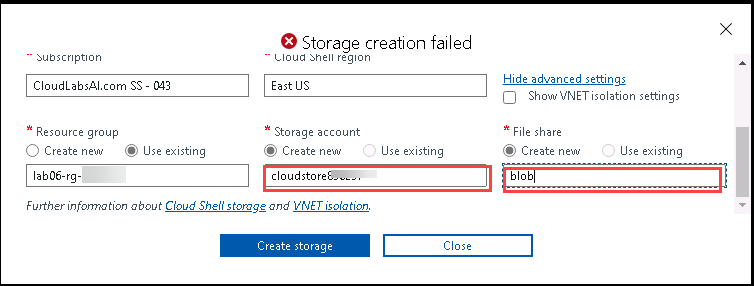 Storage creation failed
* Subscription
* Cloud Shell region
CloudLabsAI.com SS - 043
East US
Hide advanced settings
Show VNET isolation settings
* Resource group
* Storage account
* File share
Create new
Use existing
Create new
Use existing
Create new
Use existing
lab06-rg-
cloudstore
blob
Further information about Cloud Shell storage and VNET isolation.
Create storage
Close